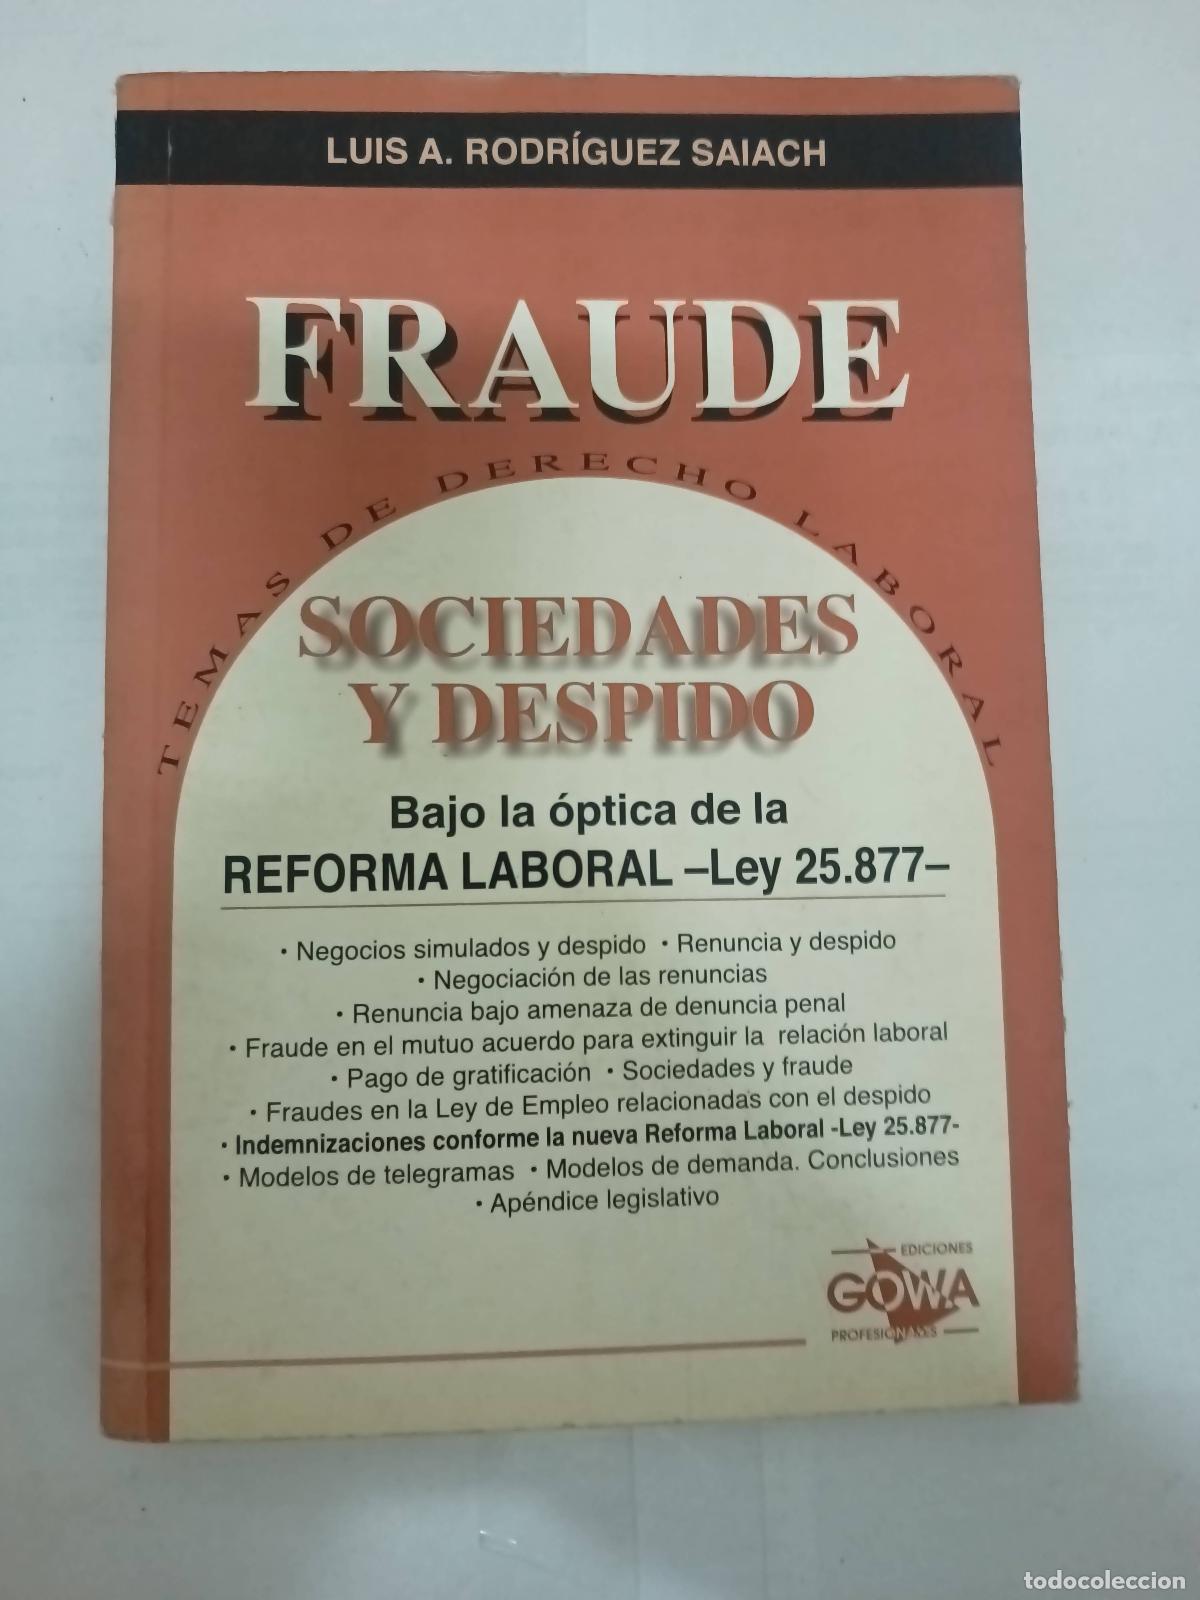 LUIS A. RODRÍGUEZ SAIACH
FRAUDE
TEMAS DE DERECHO LABORAL
SOCIEDADES
Y DESPIDO
Bajo la óptica de la
REFORMA LABORAL –Ley 25.877–
• Negocios simulados y despido • Renuncia y despido
• Negociación de las renuncias
• Renuncia bajo amenaza de denuncia penal
• Fraude en el mutuo acuerdo para extinguir la relación laboral
• Pago de gratificación • Sociedades y fraude
• Fraudes en la Ley de Empleo relacionadas con el despido
• Indemnizaciones conforme la nueva Reforma Laboral -Ley 25.877-
• Modelos de telegramas • Modelos de demanda. Conclusiones
• Apéndice legislativo
EDICIONES
GOWA
PROFESIONALES
todocoleccion